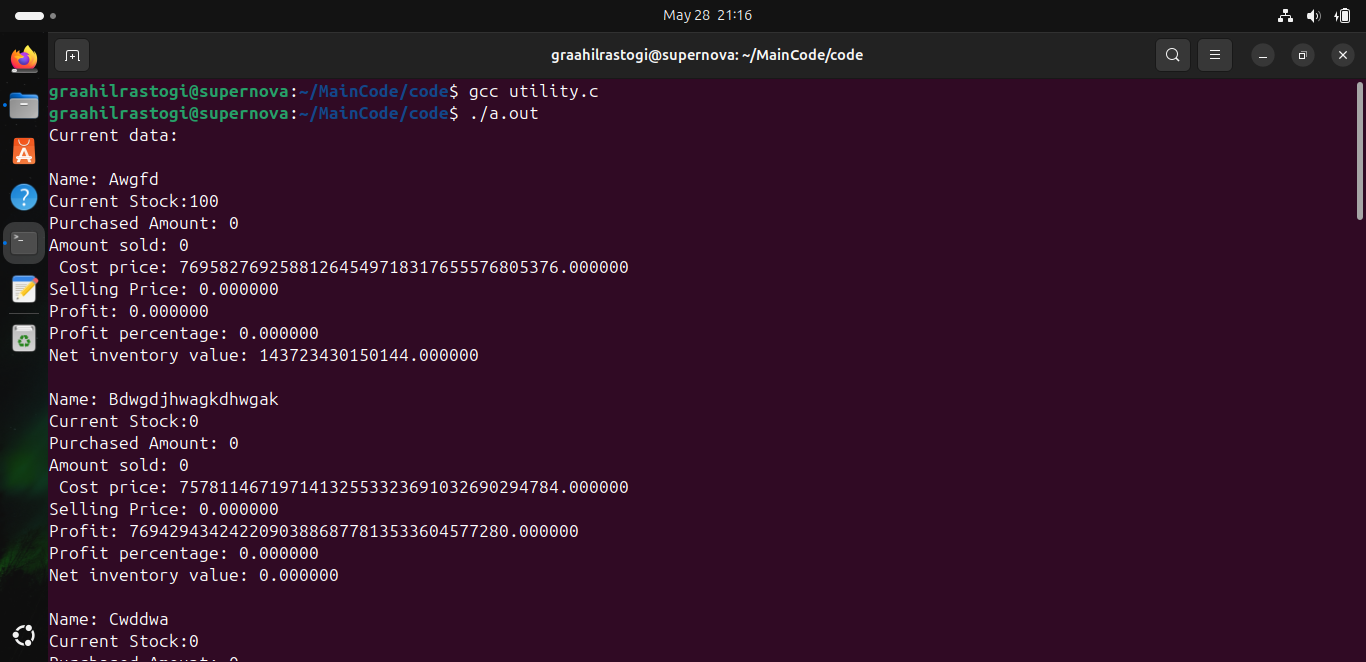 May 28 21:16
graahilrastogi@supernova: ~/MainCode/code
graahilrastogi@supernova:~/MainCode/code$ gcc utility.c
graahilrastogi@supernova:~/MainCode/code$ ./a.out
Current data:
Name: Awgfd
Current Stock:100
Purchased Amount: 0
Amount sold: 0
Cost price: 76958276925881264549718317655576805376.000000
Selling Price: 0.000000
Profit: 0.000000
Profit percentage: 0.000000
Net inventory value: 143723430150144.000000
Name: Bdwgdjhwagkdhwgak
Current Stock:0
Purchased Amount: 0
Amount sold: 0
Cost price: 75781146719714132553323691032690294784.000000
Selling Price: 0.000000
Profit: 76942943424220903886877813533604577280.000000
Profit percentage: 0.000000
Net inventory value: 0.000000
Name: Cwddwa
Current Stock:0
Purchased Amount: 0